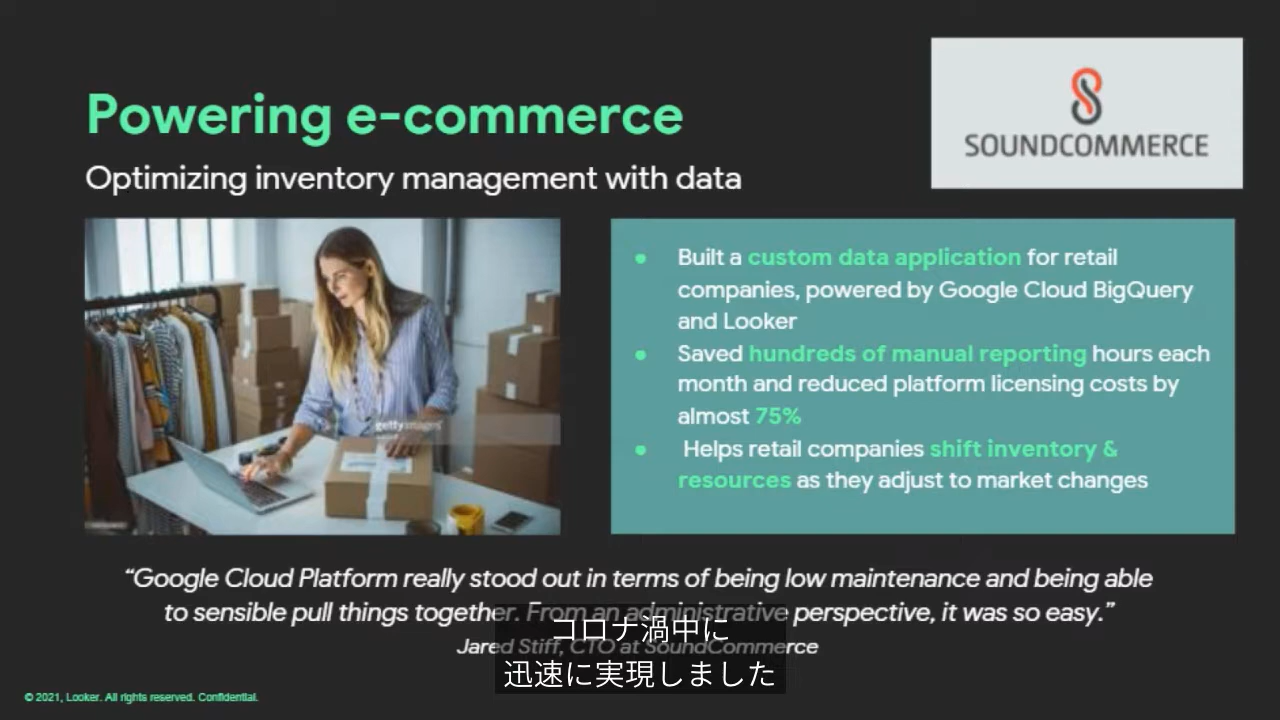 SOUNDCOMMERCE
Powering e-commerce
Optimizing inventory management with data
gettyimages
• Built a custom data application for retail
companies, powered by Google Cloud BigQuery
and Looker
• Saved hundreds of manual reporting hours each
month and reduced platform licensing costs by
almost 75%
• Helps retail companies shift inventory &
resources as they adjust to market changes
“Google Cloud Platform really stood out in terms of being low maintenance and being able
to sensible pull things together. From an administrative perspective, it was so easy.”
Jared Stiff, CTO at SoundCommerce
コロナ渦中に
迅速に実現しました
© 2021, Looker. All rights reserved. Confidential.